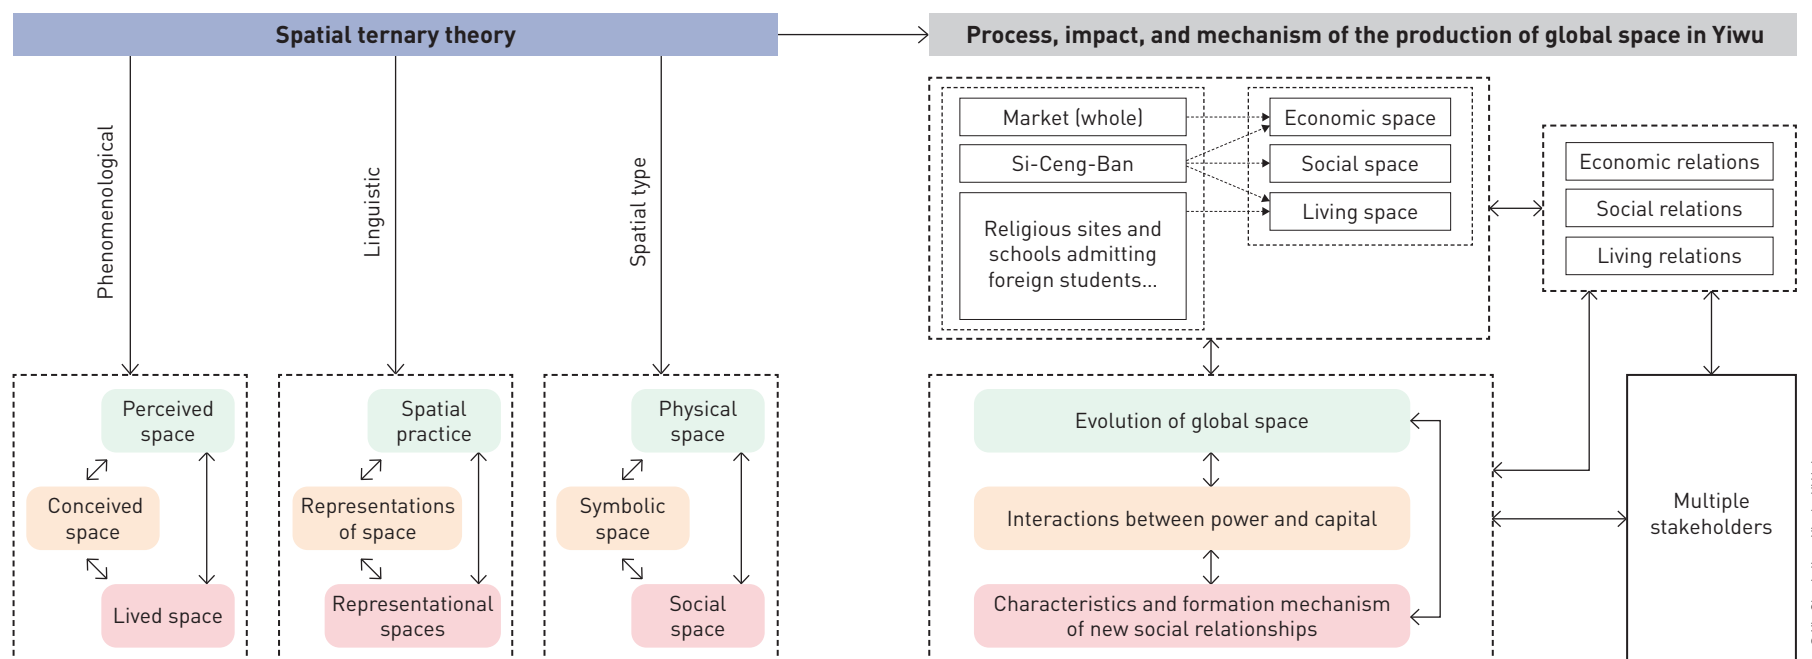 Spatial ternary theory
Process, impact, and mechanism of the production of global space in Yiwu
Phenomenological
Linguistic
Spatial type
Perceived
space
Conceived
space
Lived space
Spatial
practice
Representations
of space
Representational
spaces
Physical
space
Symbolic
space
Social
space
Market (whole)
Si-Ceng-Ban
Religious sites and
schools admitting
foreign students...
Economic space
Social space
Living space
Economic relations
Social relations
Living relations
Evolution of global space
Interactions between power and capital
Characteristics and formation mechanism
of new social relationships
Multiple
stakeholders